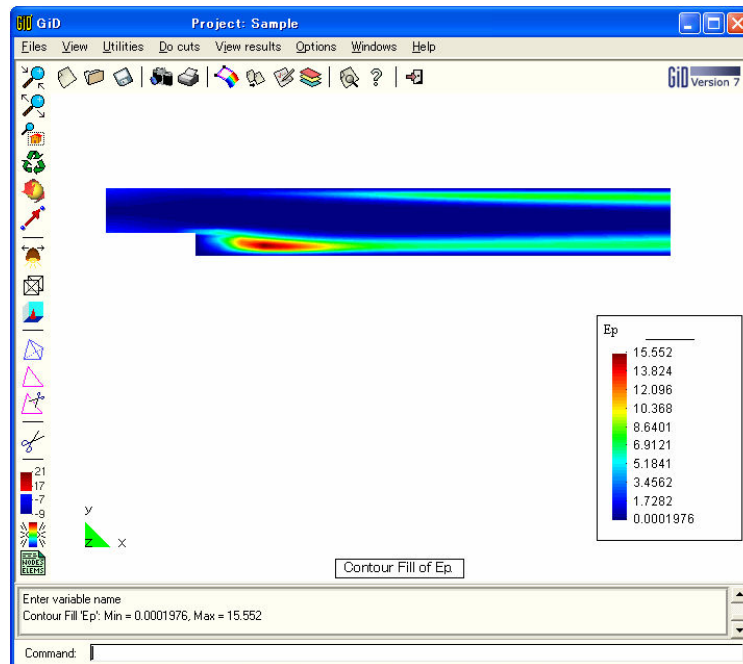 GiD GiD Project: Sample
Files View Utilities Do cuts View results Options Windows Help
GiD Version 7
Ep
15.552
13.824
12.096
10.368
8.6401
6.9121
5.1841
3.4562
1.7282
0.0001976
21
17
-7
-9
y
z x
NODES
ELEMS
Contour Fill of Ep.
Enter variable name
Contour Fill 'Ep': Min = 0.0001976, Max = 15.552
Command: